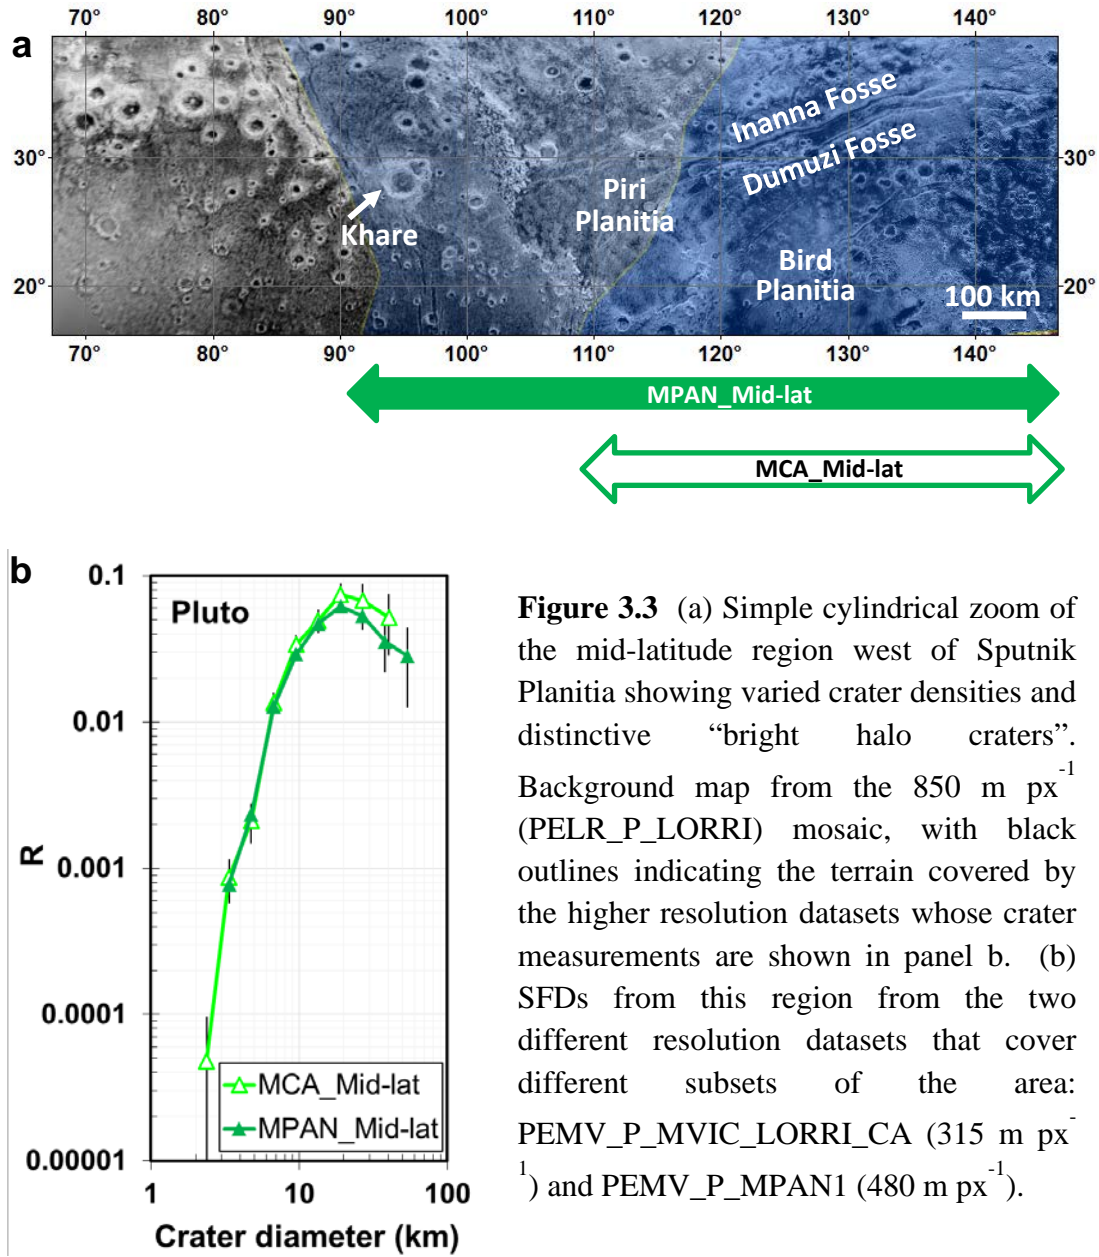 70° 80° 90° 100° 110° 120° 130° 140°
a
30° 30°
20° 20°
Inanna Fosse
Dumuzi Fosse
Khare
Piri
Planitia
Bird
Planitia
100 km
70° 80° 90° 100° 110° 120° 130° 140°
MPAN_Mid-lat
MCA_Mid-lat
b
Pluto
0.1
0.01
0.001
0.0001
0.00001
R
MCA_Mid-lat
MPAN_Mid-lat
1 10 100
Crater diameter (km)
Figure 3.3 (a) Simple cylindrical zoom of
the mid-latitude region west of Sputnik
Planitia showing varied crater densities and
distinctive “bright halo craters”.
Background map from the 850 m px-1
(PELR_P_LORRI) mosaic, with black
outlines indicating the terrain covered by
the higher resolution datasets whose crater
measurements are shown in panel b. (b)
SFDs from this region from the two
different resolution datasets that cover
different subsets of the area:
PEMV_P_MVIC_LORRI_CA (315 m px-
1) and PEMV_P_MPAN1 (480 m px-1).